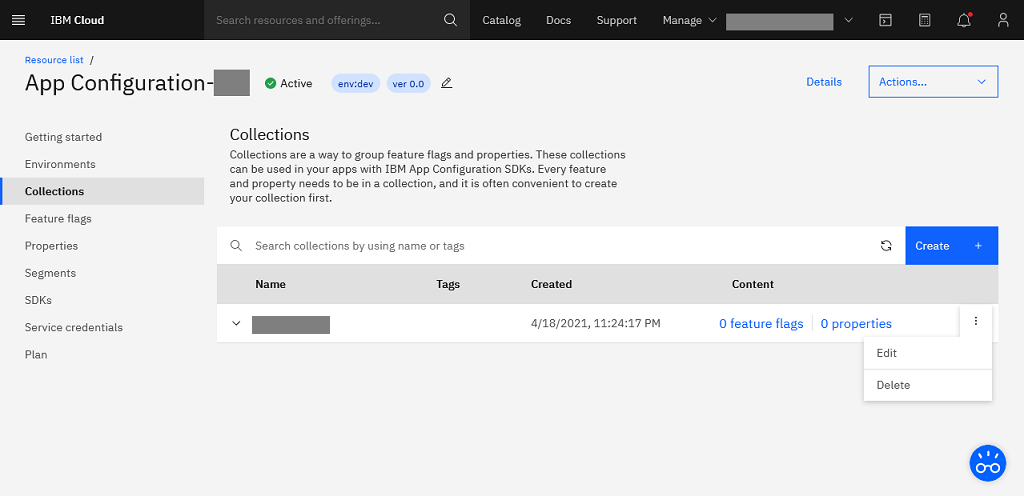 IBM Cloud
Search resources and offerings...
Catalog
Docs
Support
Manage
Resource list /
App Configuration-
Active
env:dev
ver 0.0
Details
Actions...
Getting started
Environments
Collections
Feature flags
Properties
Segments
SDKs
Service credentials
Plan
Collections
Collections are a way to group feature flags and properties. These collections
can be used in your apps with IBM App Configuration SDKs. Every feature
and property needs to be in a collection, and it is often convenient to create
your collection first.
Search collections by using name or tags
Create +
Name Tags Created Content
4/18/2021, 11:24:17 PM 0 feature flags 0 properties
Edit
Delete